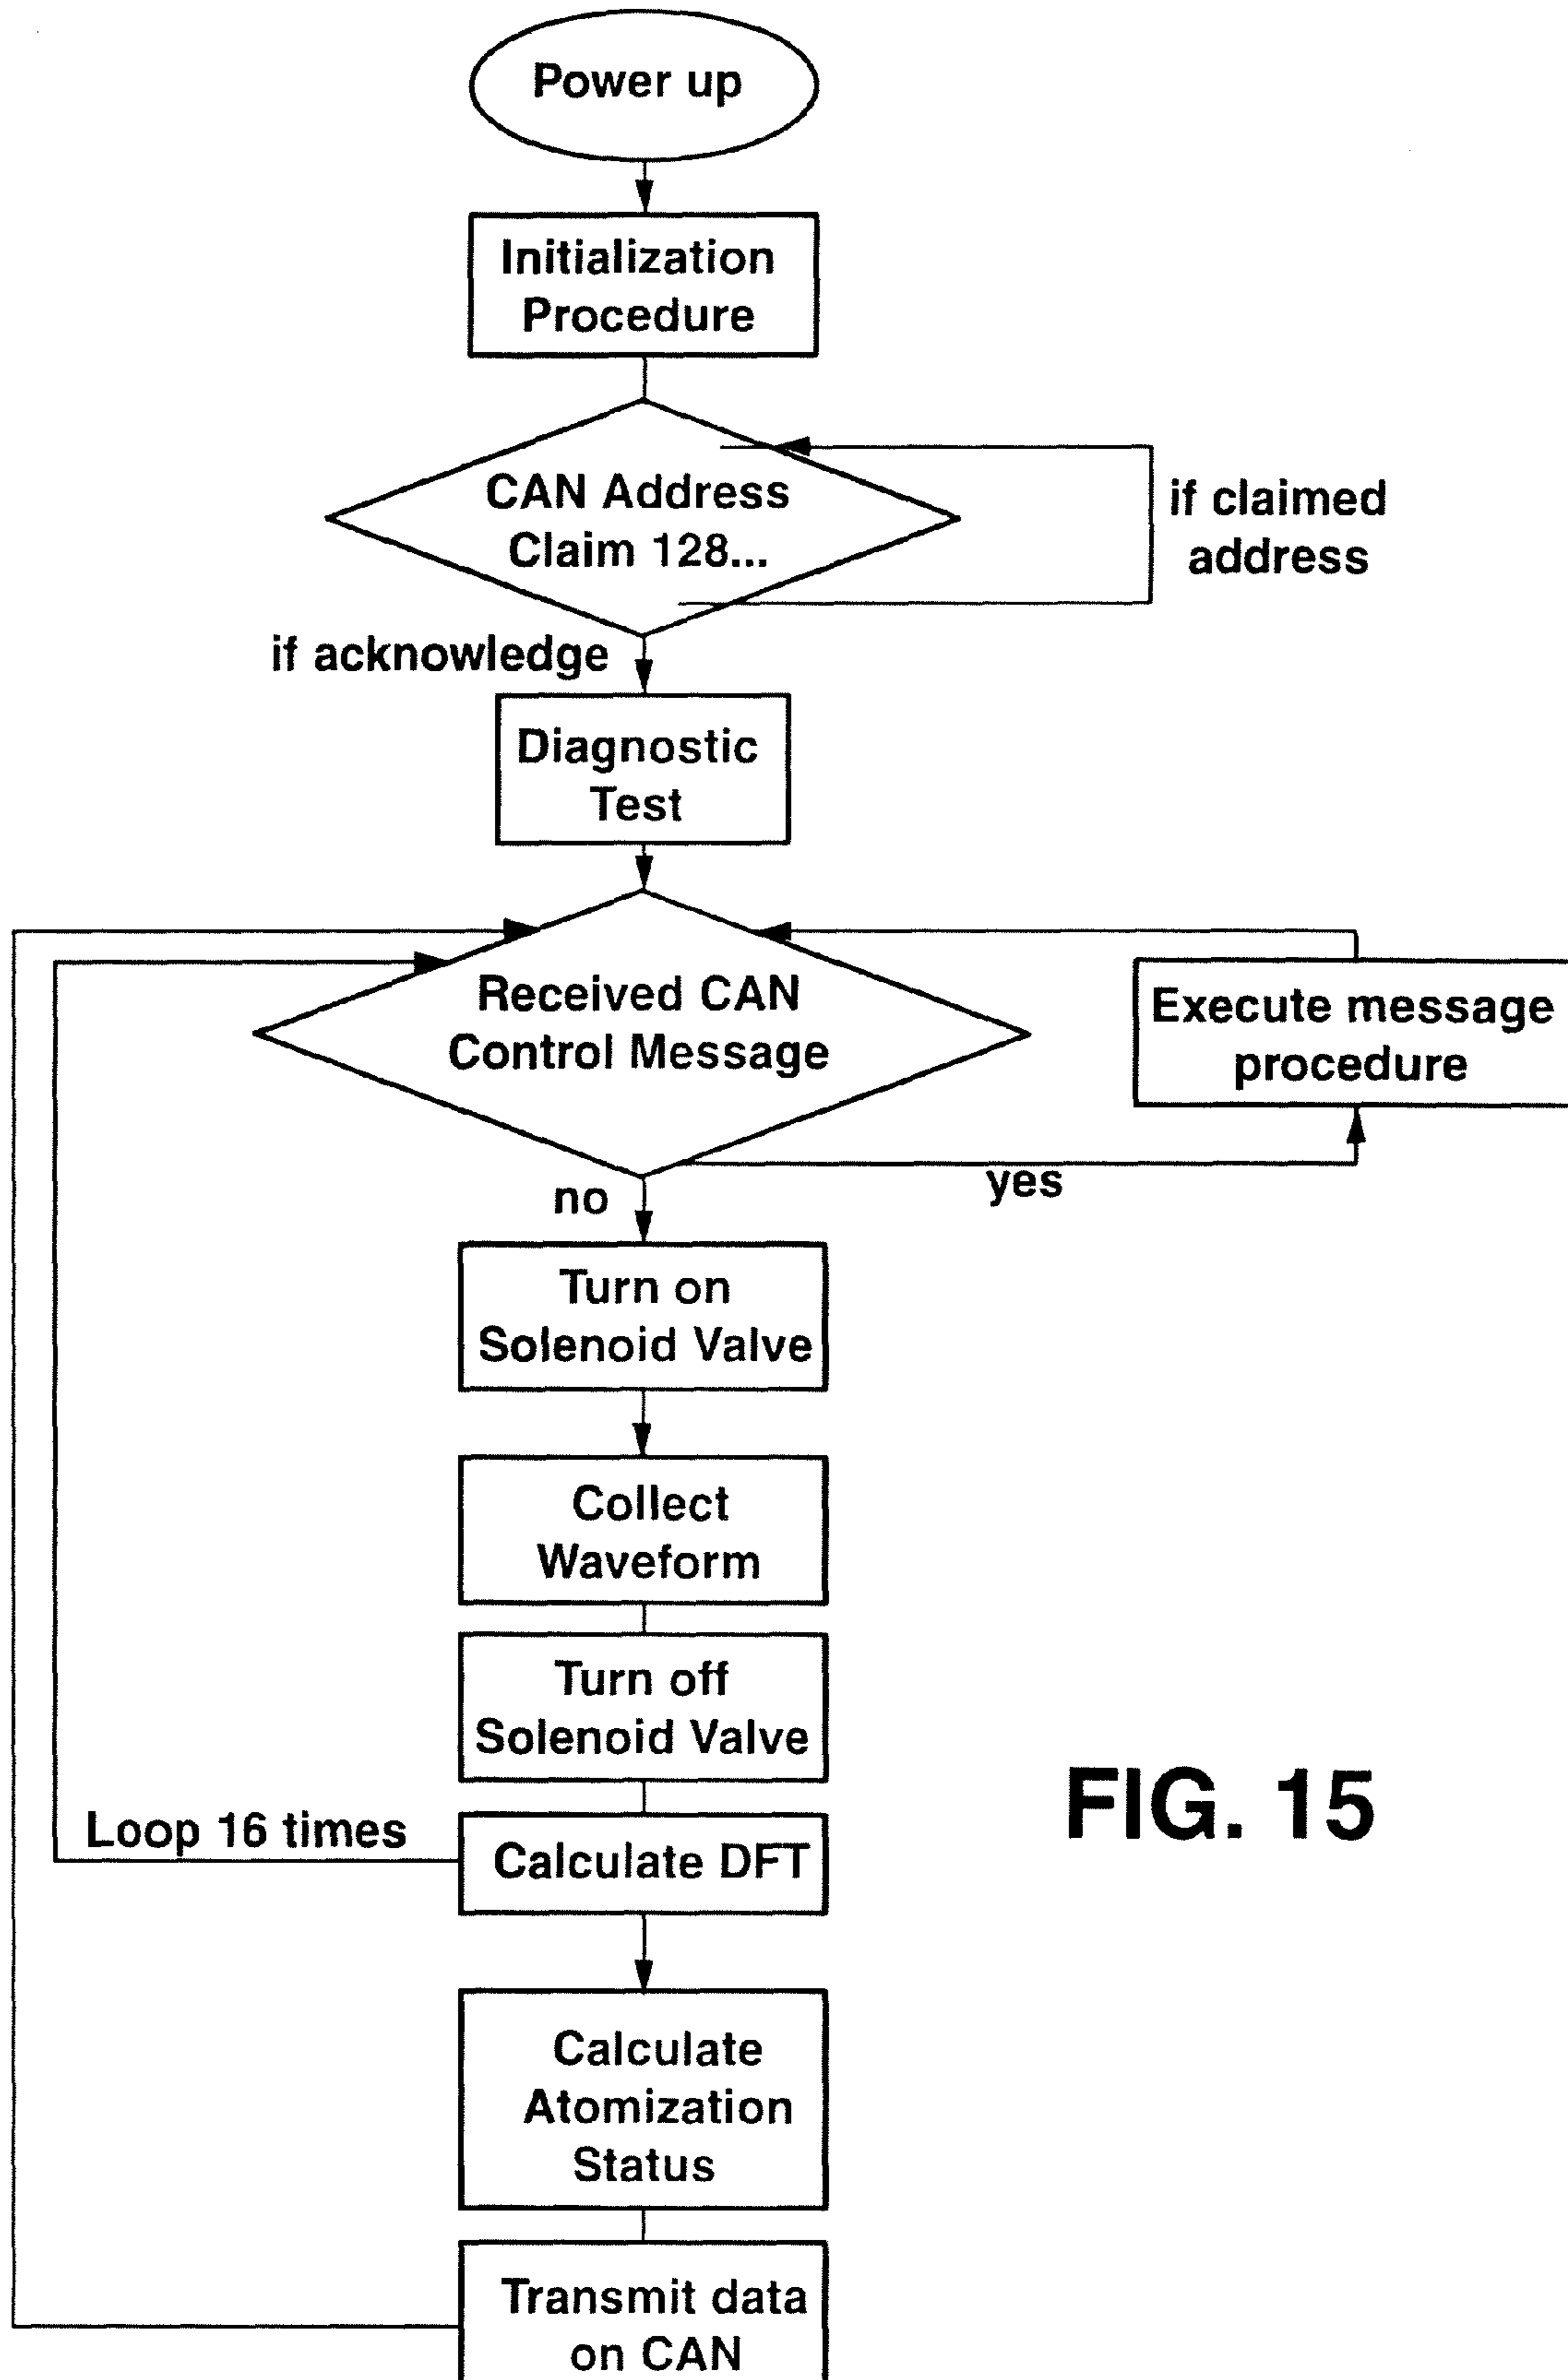 Power up
Initialization
Procedure
CAN Address
Claim 128...
if claimed
address
if acknowledge
Diagnostic
Test
Received CAN
Control Message
Execute message
procedure
no
yes
Turn on
Solenoid Valve
Collect
Waveform
Turn off
Solenoid Valve
Loop 16 times
Calculate DFT
Calculate
Atomization
Status
Transmit data
on CAN
FIG. 15